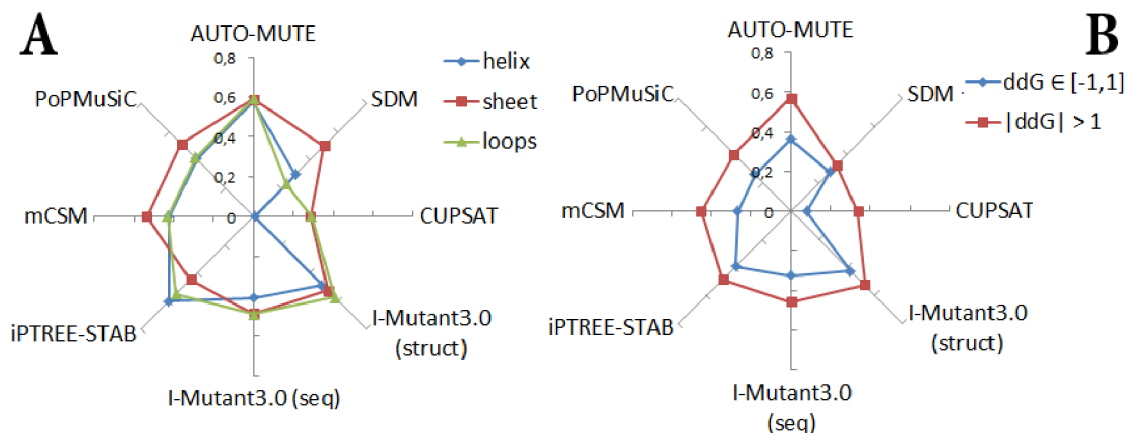 A
AUTO-MUTE
0,8
0,6
0,4
0,2
0
PoPMuSiC
SDM
mCSM
CUPSAT
iPTREE-STAB
I-Mutant3.0
(struct)
I-Mutant3.0 (seq)
helix
sheet
loops
B
AUTO-MUTE
0,8
0,6
0,4
0,2
0
PoPMuSiC
SDM
mCSM
CUPSAT
iPTREE-STAB
I-Mutant3.0
(struct)
I-Mutant3.0
(seq)
ddG ∈ [-1,1]
|ddG| > 1